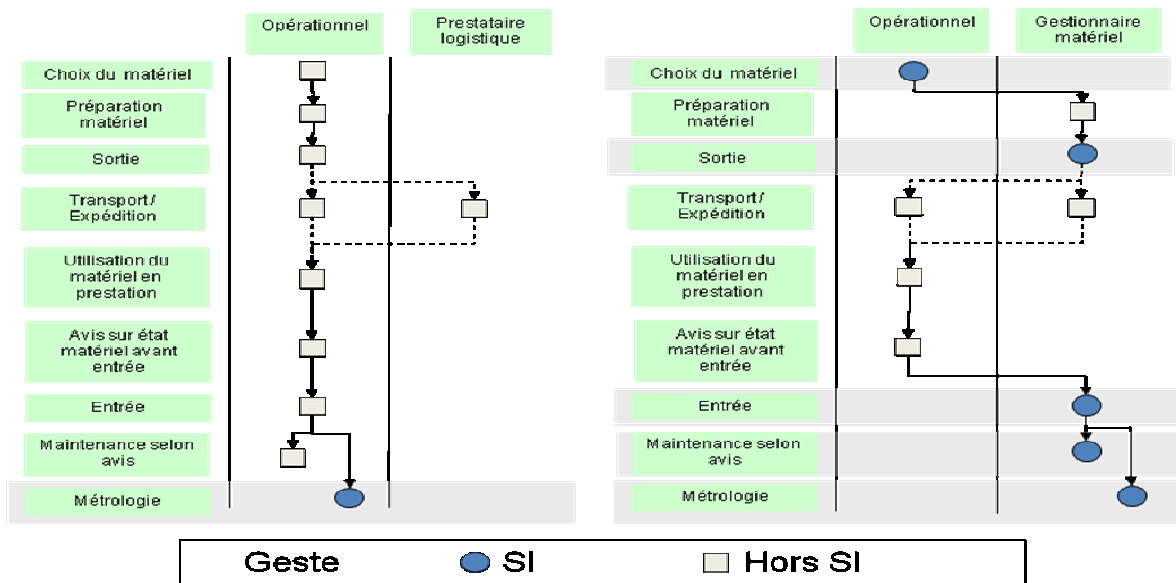 Opérationnel
Prestataire
logistique
Choix du matériel
Préparation
matériel
Sortie
Transport /
Expédition
Utilisation du
matériel en
prestation
Avis sur état
matériel avant
entrée
Entrée
Maintenance selon
avis
Métrologie
Opérationnel
Gestionnaire
matériel
Choix du matériel
Préparation
matériel
Sortie
Transport /
Expédition
Utilisation du
matériel en
prestation
Avis sur état
matériel avant
entrée
Entrée
Maintenance selon
avis
Métrologie
Geste SI Hors SI